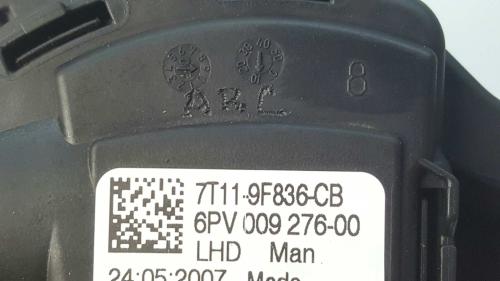 8
ABC
7T11-9F836-CB
6PV 009 276-00
LHD Man
24:05:2007 Made